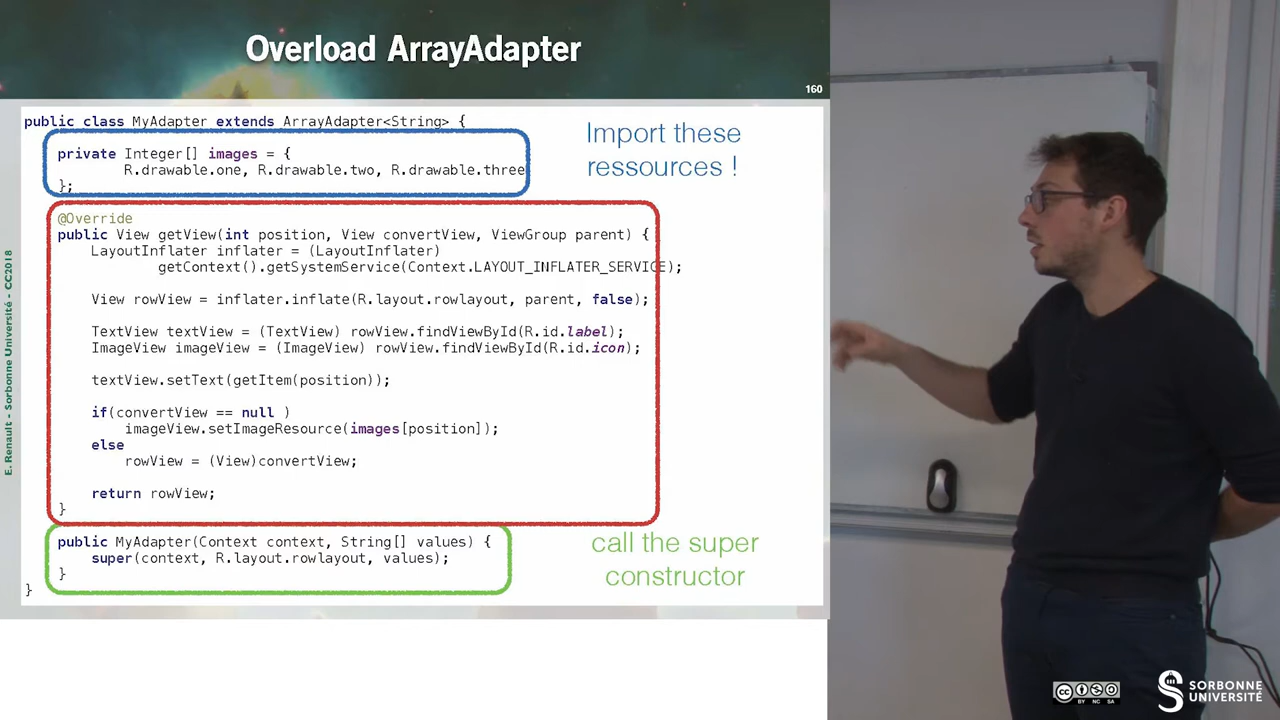 Overload ArrayAdapter
160
public class MyAdapter extends ArrayAdapter<String> {
private Integer[] images = {
R.drawable.one, R.drawable.two, R.drawable.three
};
Import these
ressources !
@Override
public View getView(int position, View convertView, ViewGroup parent) {
LayoutInflater inflater = (LayoutInflater)
getContext().getSystemService(Context.LAYOUT_INFLATER_SERVICE);
View rowView = inflater.inflate(R.layout.rowlayout, parent, false);
TextView textView = (TextView) rowView.findViewById(R.id.label);
ImageView imageView = (ImageView) rowView.findViewById(R.id.icon);
textView.setText(getItem(position));
if(convertView == null )
imageView.setImageResource(images[position]);
else
rowView = (View)convertView;
return rowView;
}
public MyAdapter(Context context, String[] values) {
super(context, R.layout.rowlayout, values);
}
}
call the super
constructor
E. Renault - Sorbonne Université - CC2018
cc
BY NC SA
SORBONNE
UNIVERSITÉ